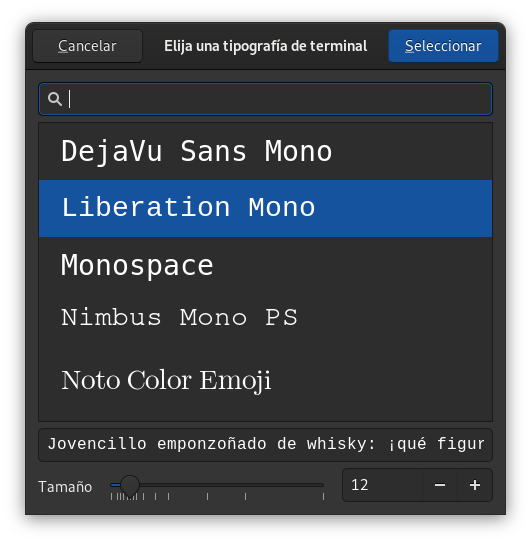 Cancelar
Elija una tipografía de terminal
Seleccionar
DejaVu Sans Mono
Liberation Mono
Monospace
Nimbus Mono PS
Noto Color Emoji
Jovencillo emponzoñado de whisky: ¡qué figur
Tamaño
12